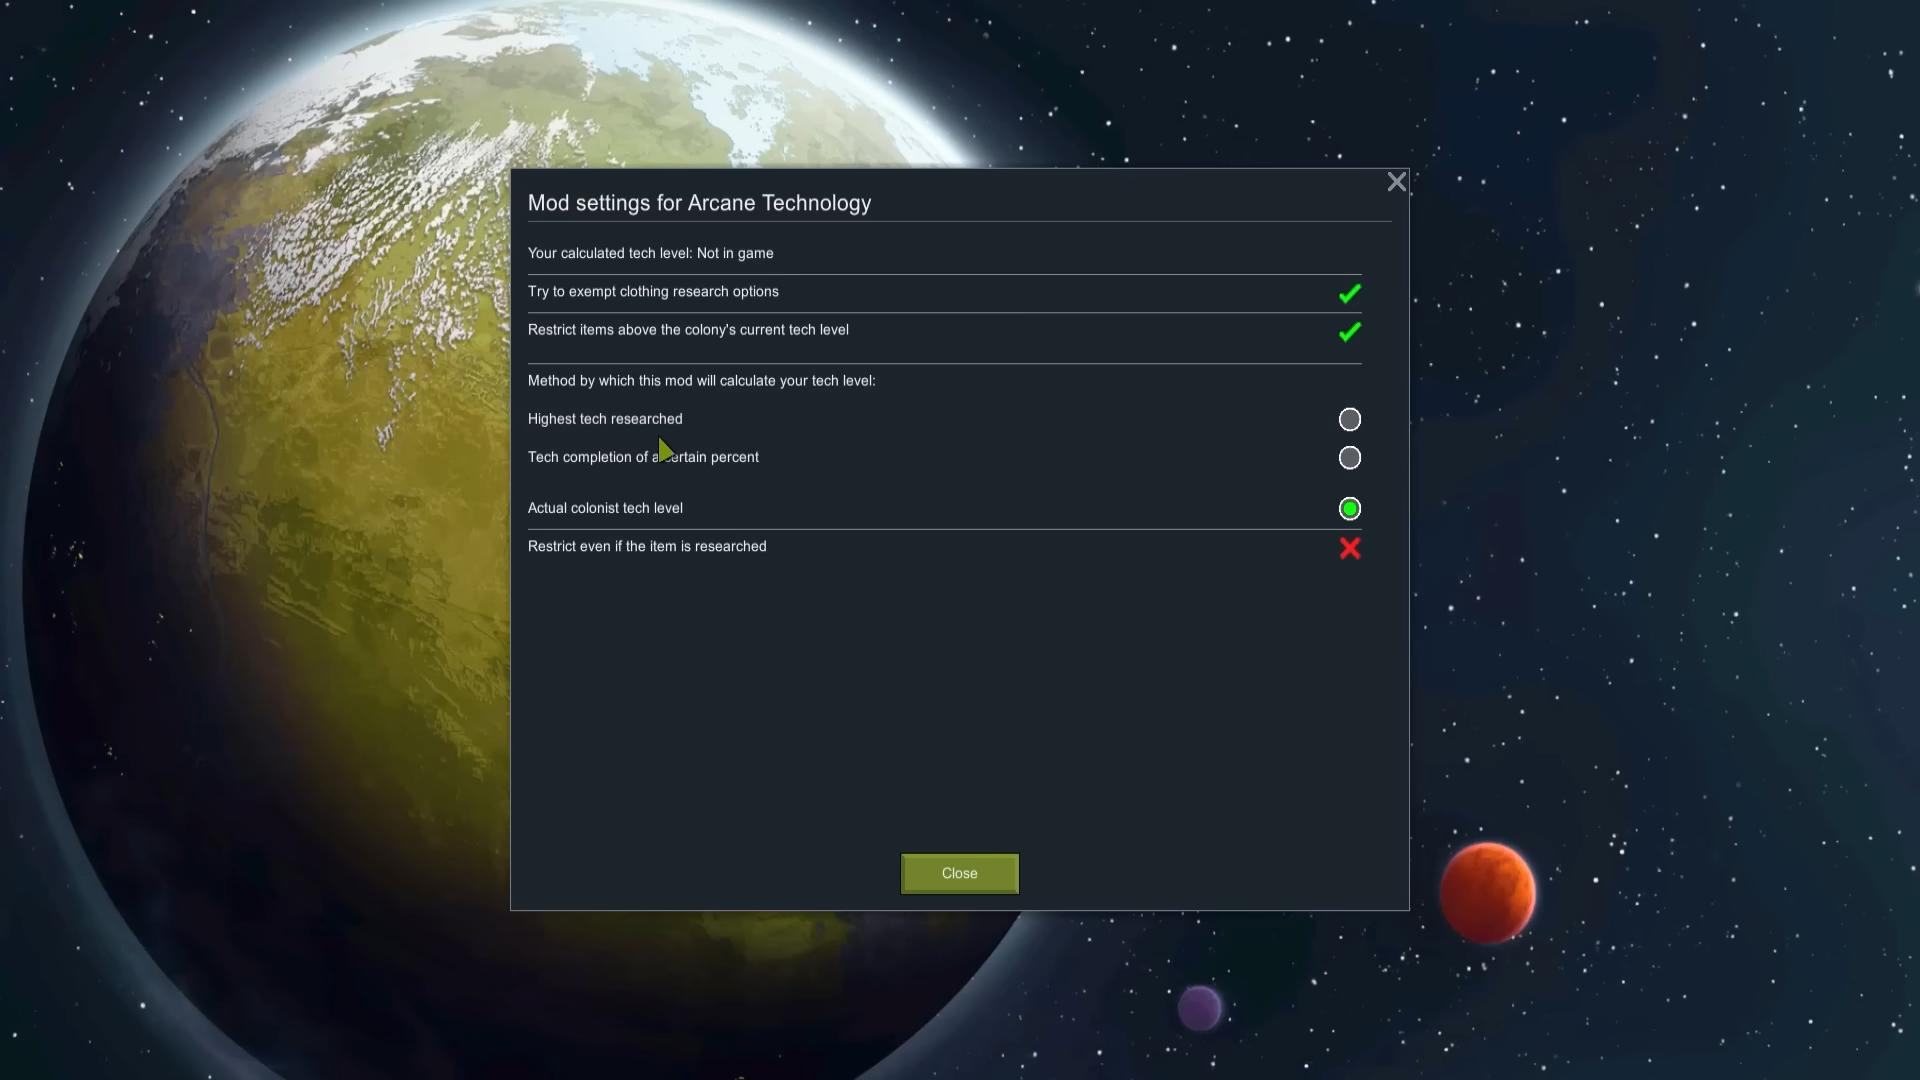 Mod settings for Arcane Technology
Your calculated tech level: Not in game
Try to exempt clothing research options
Restrict items above the colony's current tech level
Method by which this mod will calculate your tech level:
Highest tech researched
Tech completion of a certain percent
Actual colonist tech level
Restrict even if the item is researched
Close